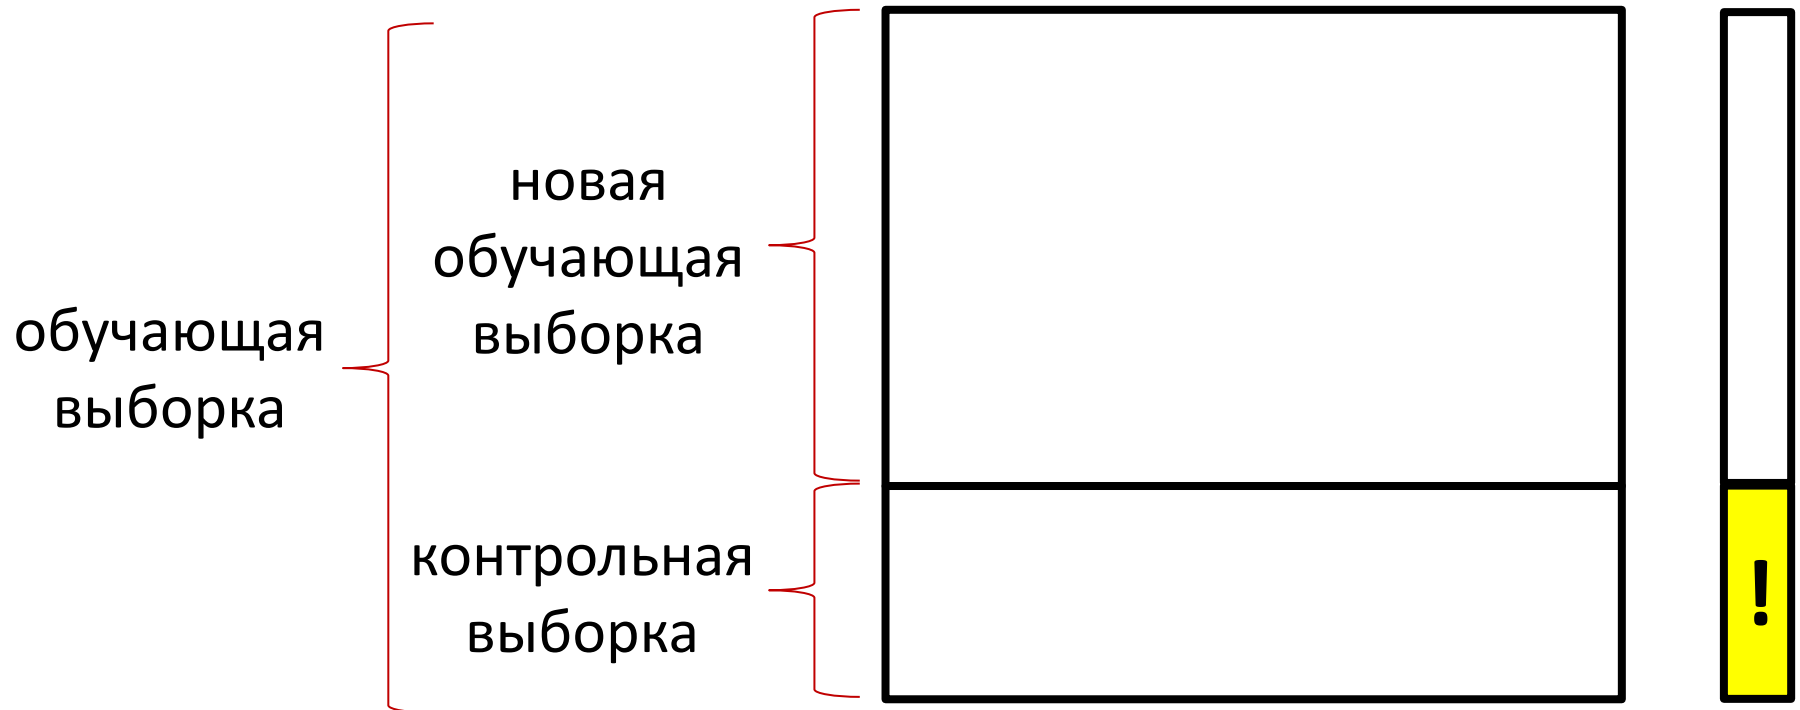 обучающая
выборка
новая
обучающая
выборка
контрольная
выборка
!